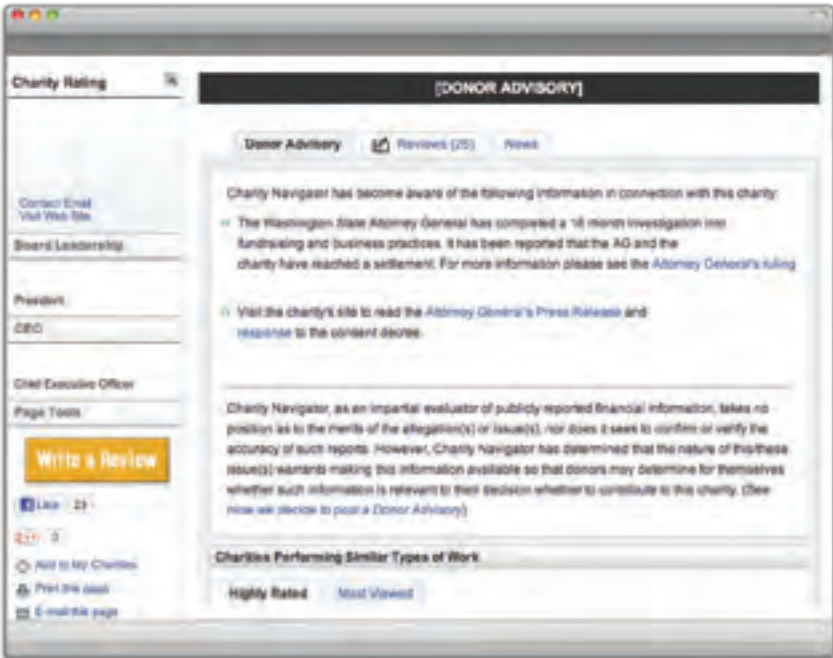 Charity Rating
Contact Email
Visit Web Site
Board Leadership
President
CEO
Chief Executive Officer
Page Tools
Write a Review
Like 23
Add to My Charities
Print this page
E-mail this page
[DONOR ADVISORY]
Donor Advisory Reviews (25) News
Charity Navigator has become aware of the following information in connection with this charity:
The Washington State Attorney General has completed a month investigation into
fundraising and business practices. It has been reported that the AG and the
charity have reached a settlement. For more information please see the Attorney General's ruling
Visit the charity's site to read the Attorney General's Press Release and
response to the consent decree.
Charity Navigator, as an impartial evaluator of publicly reported financial information, takes no
position as to the merits of the allegation(s) or issue(s), nor does it seek to confirm or verify the
accuracy of such reports. However, Charity Navigator has determined that the nature of this/these
issue(s) warrants making this information available so that donors may determine for themselves
whether such information is relevant to their decision whether to contribute to this charity. (See
How we decide to post a Donor Advisory)
Charities Performing Similar Types of Work
Highly Rated Most Viewed